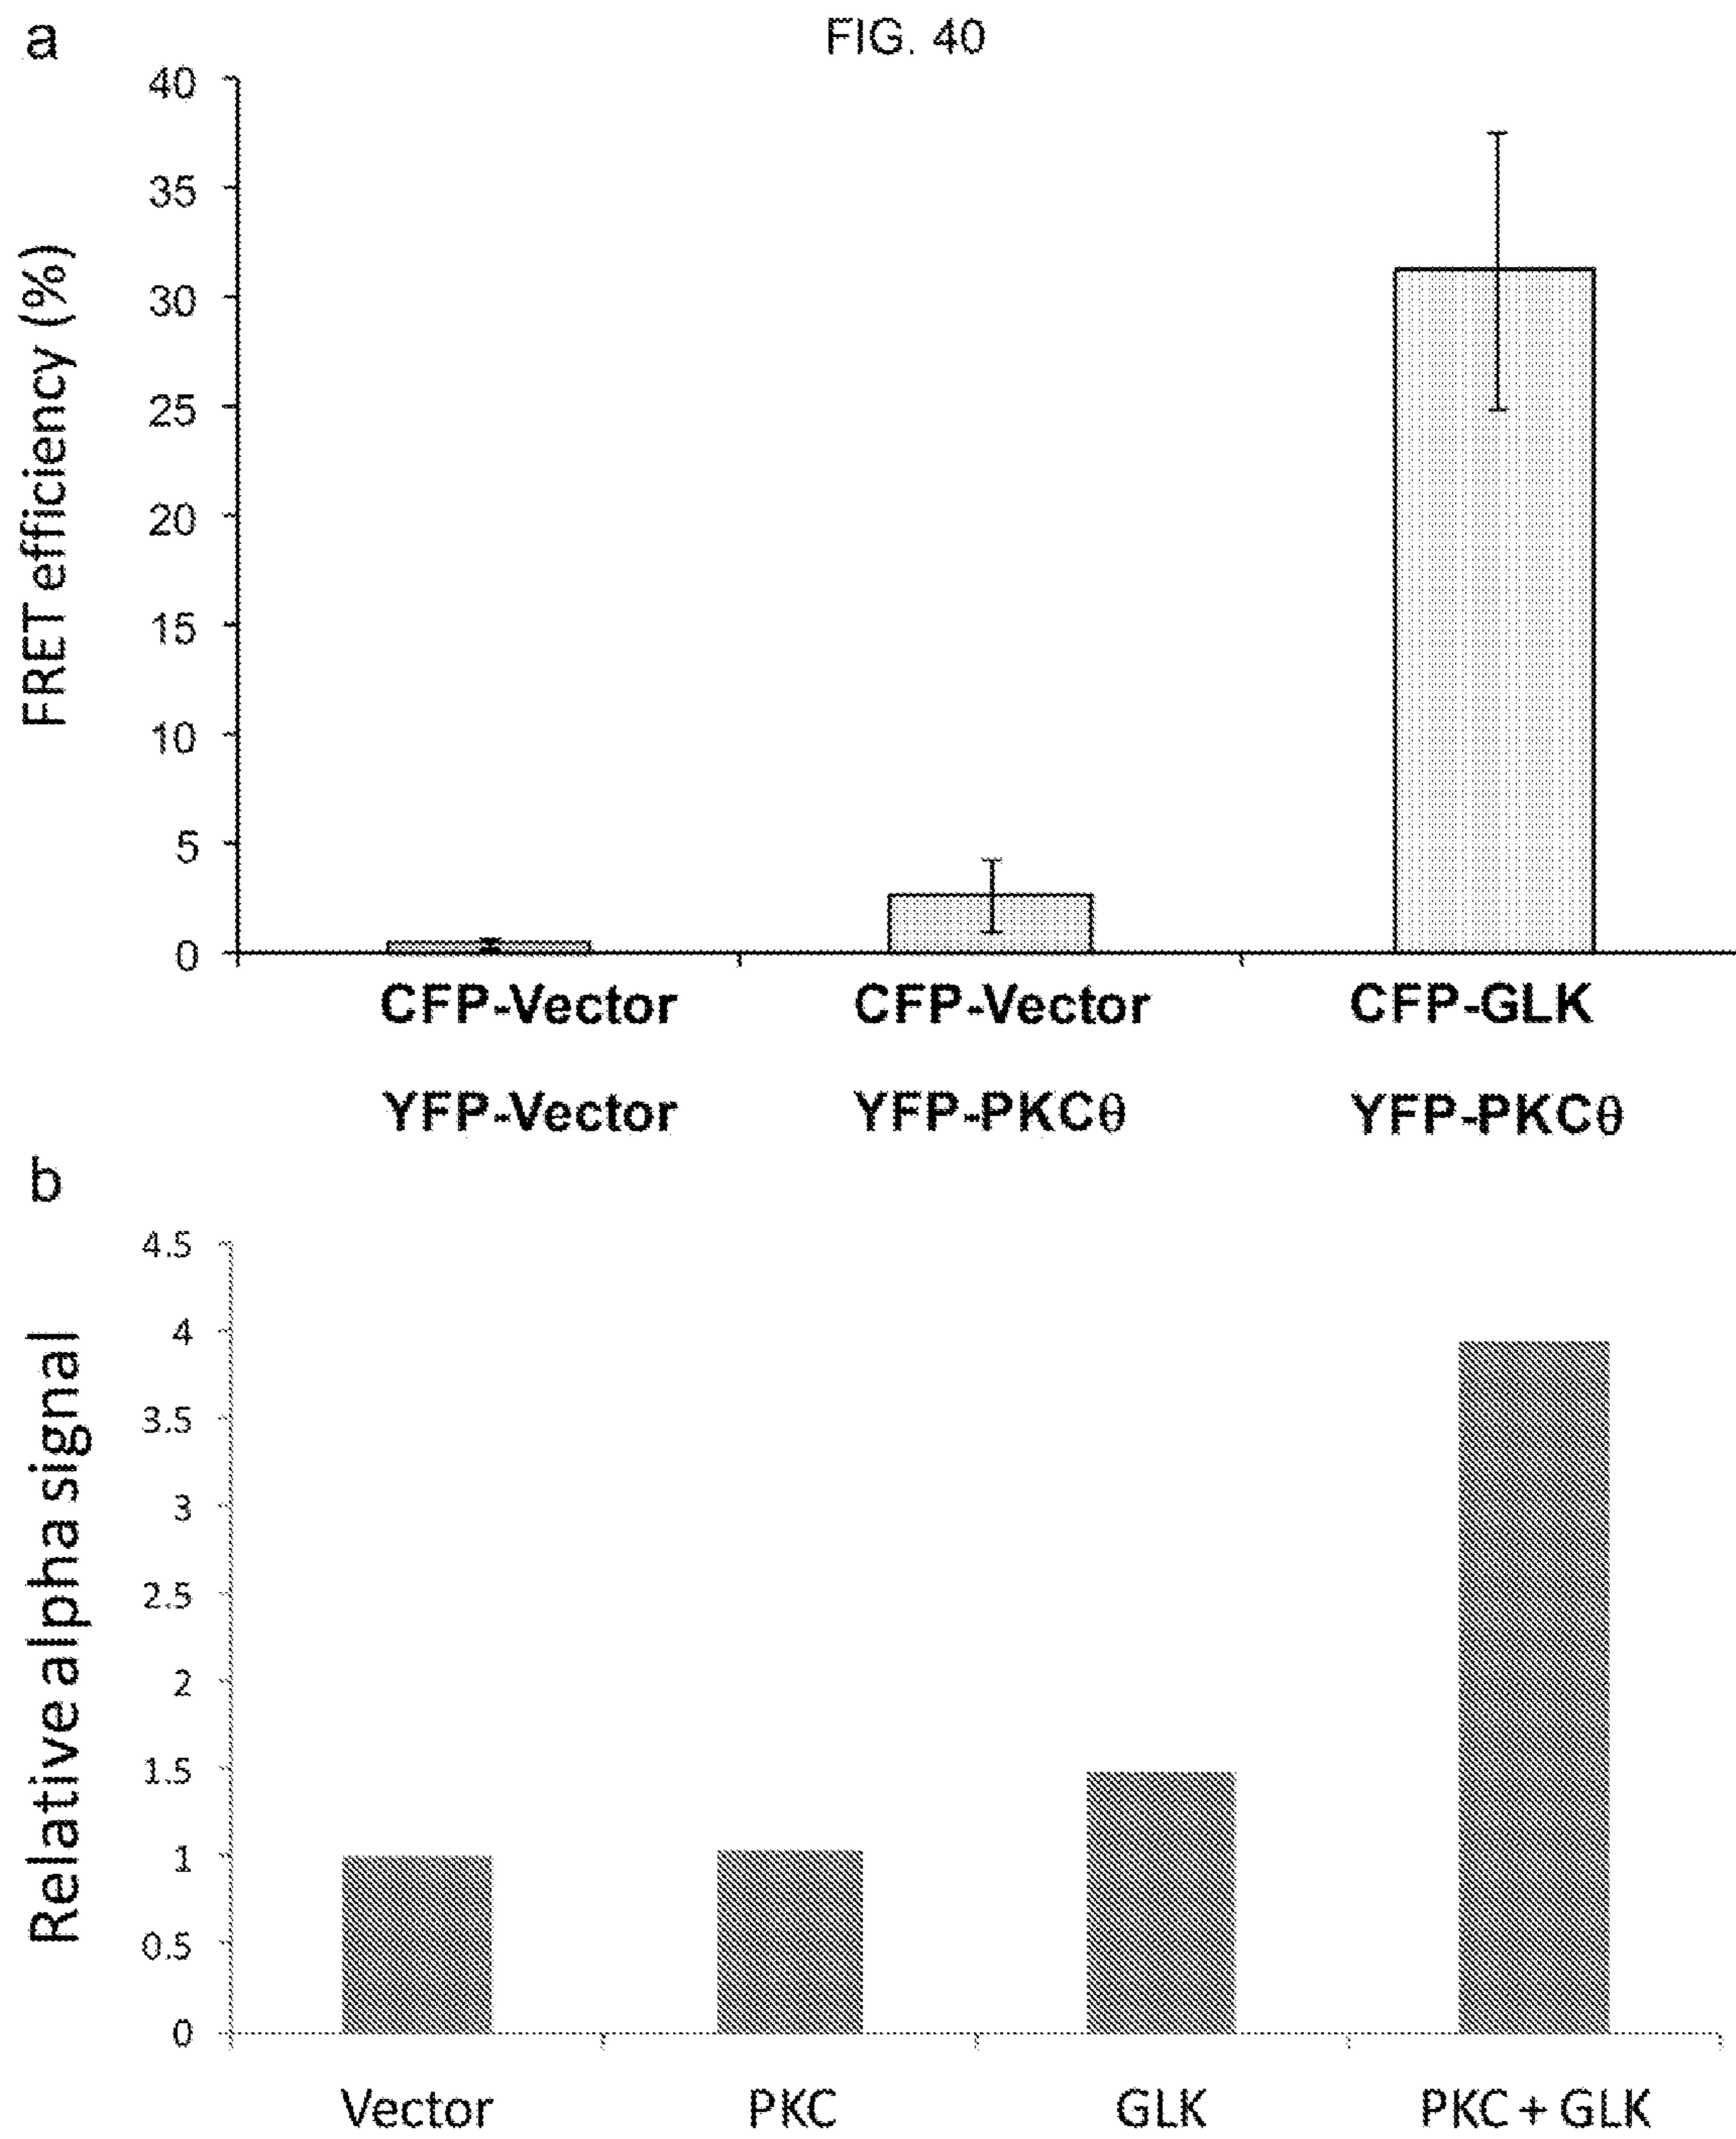 a
FIG. 40
40
35
30
25
20
15
10
5
0
FRET efficiency (%)
CFP-Vector CFP-Vector CFP-GLK
YFP-Vector YFP-PKCθ YFP-PKCθ
b
4.5
4
3.5
3
2.5
2
1.5
1
0.5
0
Relative alpha signal
Vector PKC GLK PKC + GLK